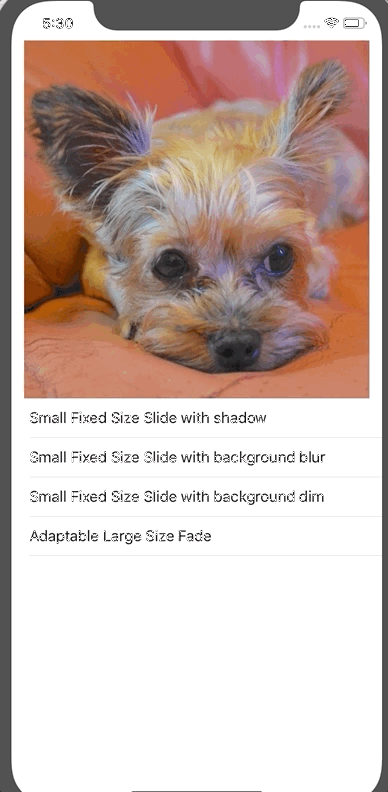 5:30
Small Fixed Size Slide with shadow
Small Fixed Size Slide with background blur
Small Fixed Size Slide with background dim
Adaptable Large Size Fade